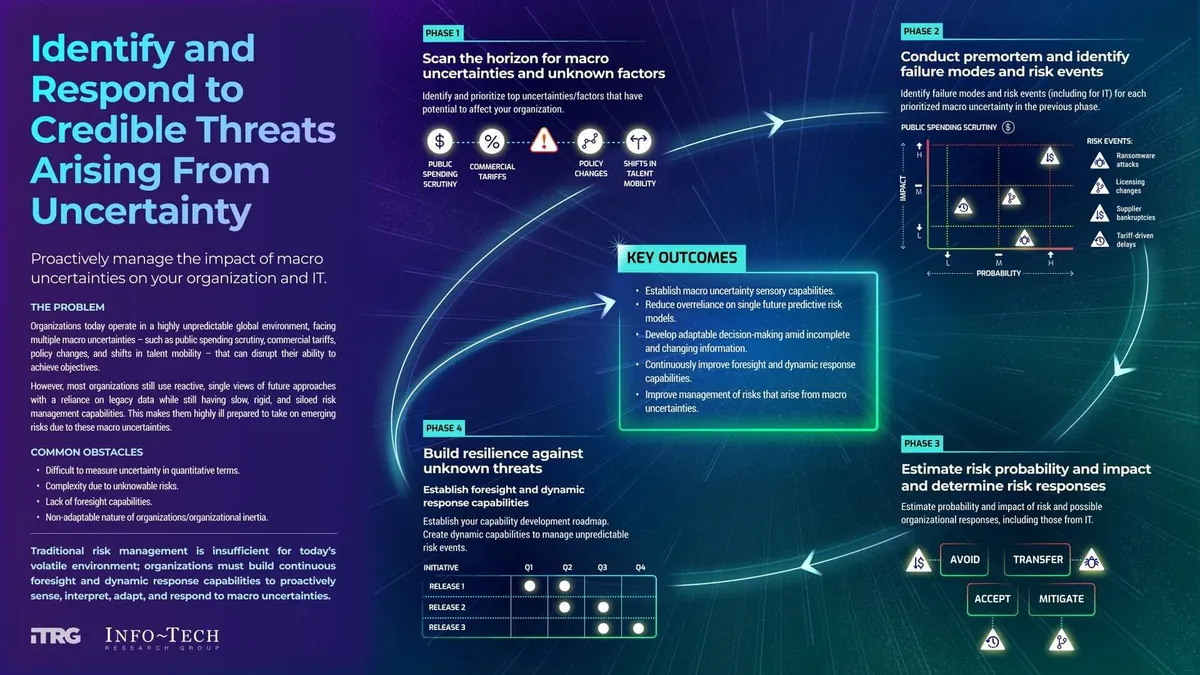 Identify and
Respond to
Credible Threats
Arising From
Uncertainty
Proactively manage the impact of macro
uncertainties on your organization and IT.
THE PROBLEM
Organizations today operate in a highly unpredictable global environment, facing
multiple macro uncertainties – such as public spending scrutiny, commercial tariffs,
policy changes, and shifts in talent mobility – that can disrupt their ability to
achieve objectives.
However, most organizations still use reactive, single views of future approaches
with a reliance on legacy data while still having slow, rigid, and siloed risk
management capabilities. This makes them highly ill prepared to take on emerging
risks due to these macro uncertainties.
COMMON OBSTACLES
• Difficult to measure uncertainty in quantitative terms.
• Complexity due to unknowable risks.
• Lack of foresight capabilities.
• Non-adaptable nature of organizations/organizational inertia.
Traditional risk management is insufficient for today's
volatile environment; organizations must build continuous
foresight and dynamic response capabilities to proactively
sense, interpret, adapt, and respond to macro uncertainties.
iTRG
INFO~TECH
RESEARCH GROUP
PHASE 1
Scan the horizon for macro
uncertainties and unknown factors
Identify and prioritize top uncertainties/factors that have
potential to affect your organization.
$
%
!
PUBLIC
SPENDING
SCRUTINY
COMMERCIAL
TARIFFS
POLICY
CHANGES
SHIFTS IN
TALENT
MOBILITY
PHASE 2
Conduct premortem and identify
failure modes and risk events
Identify failure modes and risk events (including for IT) for each
prioritized macro uncertainty in the previous phase.
PUBLIC SPENDING SCRUTINY $
IMPACT
H
M
L
L
M
H
PROBABILITY
RISK EVENTS:
Ransomware
attacks
Licensing
changes
Supplier
bankruptcies
Tariff-driven
delays
KEY OUTCOMES
• Establish macro uncertainty sensory capabilities.
• Reduce overreliance on single future predictive risk
models.
• Develop adaptable decision-making amid incomplete
and changing information.
• Continuously improve foresight and dynamic response
capabilities.
• Improve management of risks that arise from macro
uncertainties.
PHASE 3
Estimate risk probability and impact
and determine risk responses
Estimate probability and impact of risk and possible
organizational responses, including those from IT.
AVOID
TRANSFER
ACCEPT
MITIGATE
PHASE 4
Build resilience against
unknown threats
Establish foresight and dynamic
response capabilities
Establish your capability development roadmap.
Create dynamic capabilities to manage unpredictable
risk events.
INITIATIVE Q1 Q2 Q3 Q4
RELEASE 1
RELEASE 2
RELEASE 3